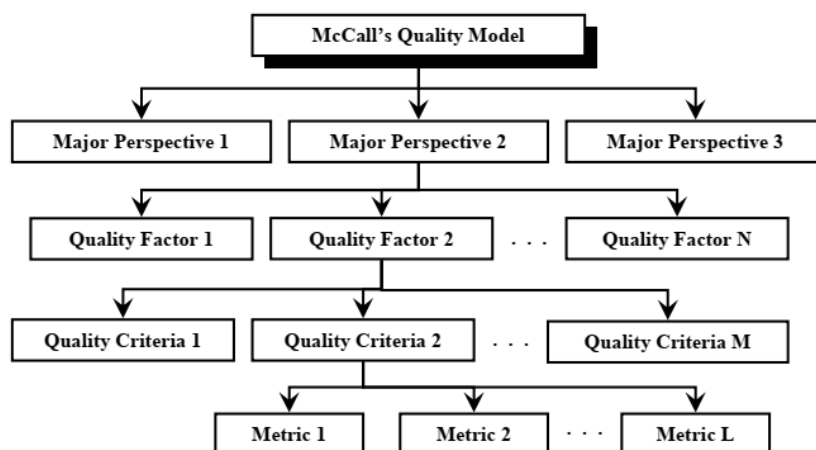 McCall’s Quality Model
Major Perspective 1
Major Perspective 2
Major Perspective 3
Quality Factor 1
Quality Factor 2
. . .
Quality Factor N
Quality Criteria 1
Quality Criteria 2
. . .
Quality Criteria M
Metric 1
Metric 2
. . .
Metric L